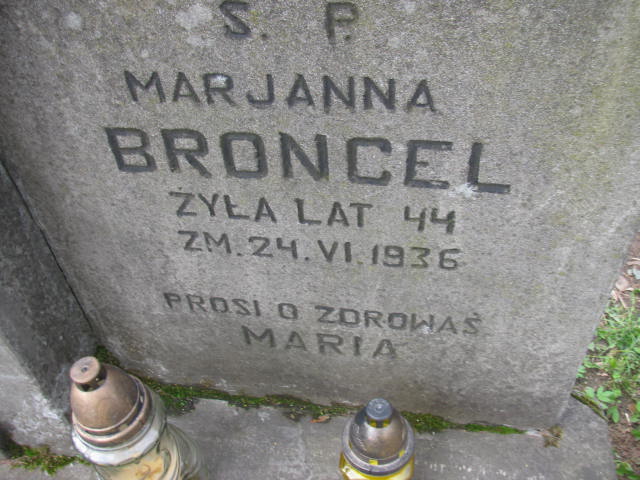 Ś. P.
MARJANNA
BRONCEL
ŻYŁA LAT 44
ZM. 24. VI. 1936
PROSI O ZDROWAŚ
MARIA